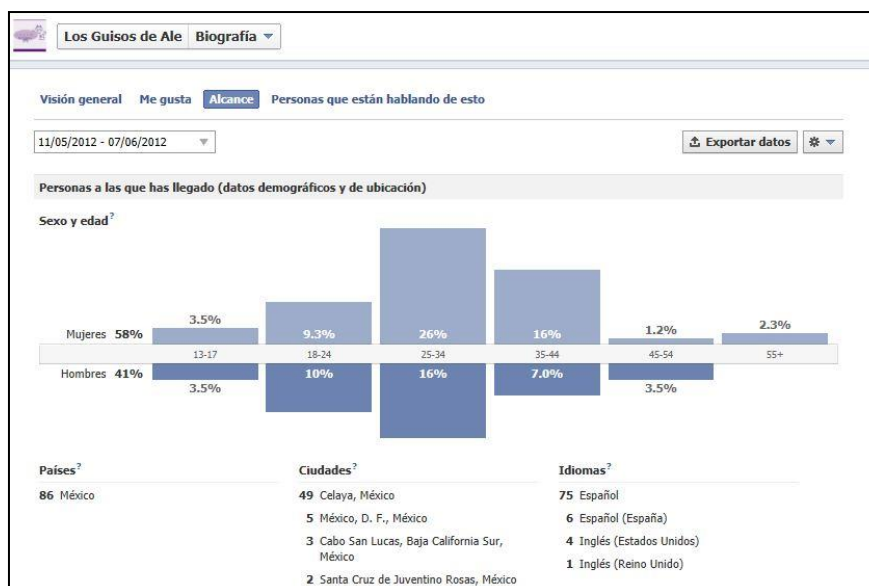 Los Guisos de Ale Biografía
Visión general Me gusta Alcance Personas que están hablando de esto
11/05/2012 - 07/06/2012
Exportar datos
Personas a las que has llegado (datos demográficos y de ubicación)
Sexo y edad?
Mujeres 58% 3.5% 9.3% 26% 16% 1.2% 2.3%
13-17 18-24 25-34 35-44 45-54 55+
Hombres 41% 3.5% 10% 16% 7.0% 3.5%
Países?
86 México
Ciudades?
49 Celaya, México
5 México, D. F., México
3 Cabo San Lucas, Baja California Sur,
México
2 Santa Cruz de Juventino Rosas, México
Idiomas?
75 Español
6 Español (España)
4 Inglés (Estados Unidos)
1 Inglés (Reino Unido)